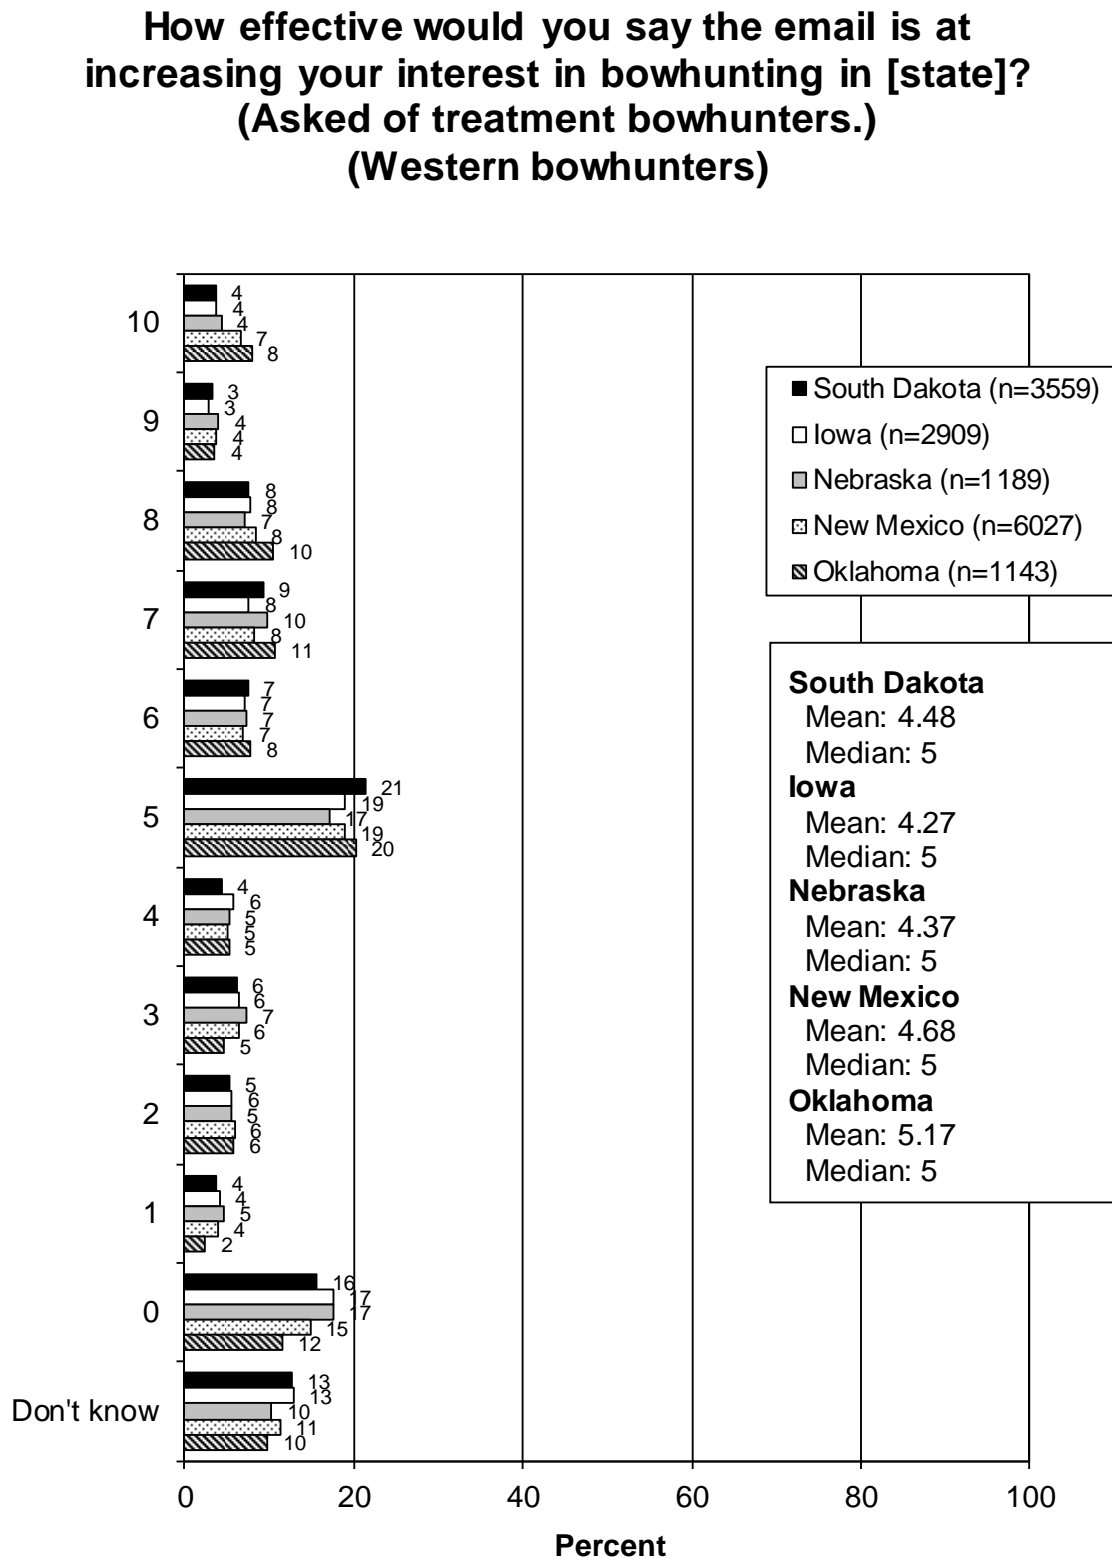 How effective would you say the email is at
increasing your interest in bowhunting in [state]?
(Asked of treatment bowhunters.)
(Western bowhunters)
10
4
4
4
7
8
9
3
3
4
4
4
8
8
8
7
8
10
7
9
8
10
8
11
6
7
7
7
7
8
5
21
19
17
19
20
4
4
6
5
5
5
3
6
6
7
6
5
2
5
6
5
6
6
1
4
4
5
4
2
0
16
17
17
15
12
Don't know
13
13
10
11
10
0
20
40
60
80
100
Percent
South Dakota (n=3559)
Iowa (n=2909)
Nebraska (n=1189)
New Mexico (n=6027)
Oklahoma (n=1143)
South Dakota
Mean: 4.48
Median: 5
Iowa
Mean: 4.27
Median: 5
Nebraska
Mean: 4.37
Median: 5
New Mexico
Mean: 4.68
Median: 5
Oklahoma
Mean: 5.17
Median: 5